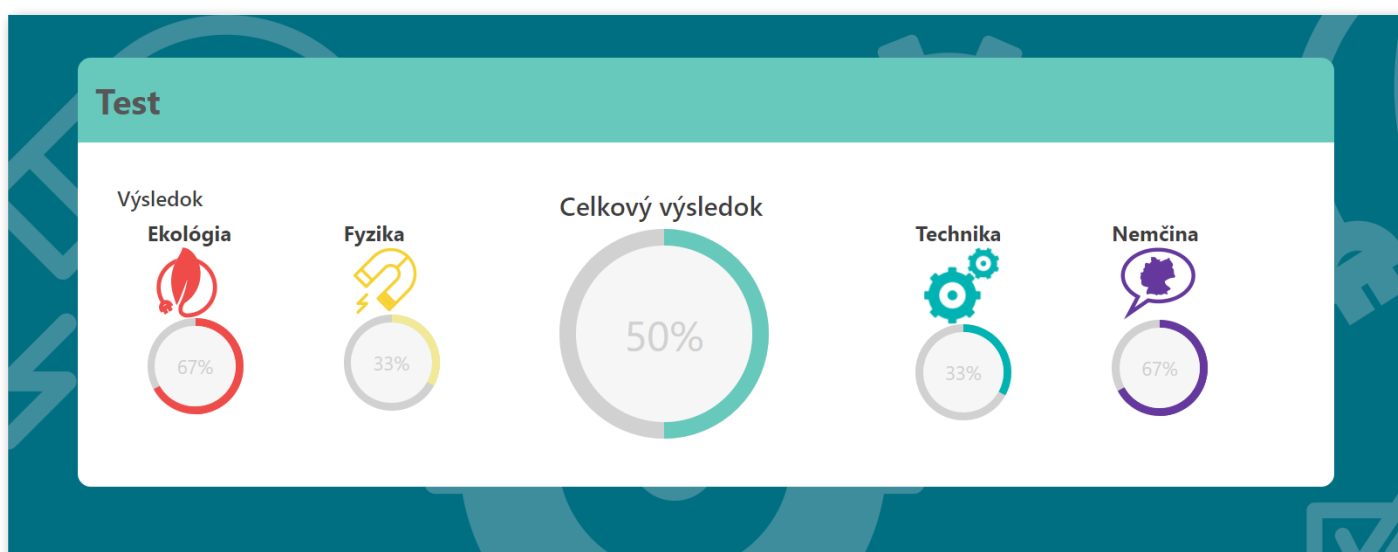 Test
Výsledok
Ekológia
67%
Fyzika
33%
Celkový výsledok
50%
Technika
33%
Nemčina
67%